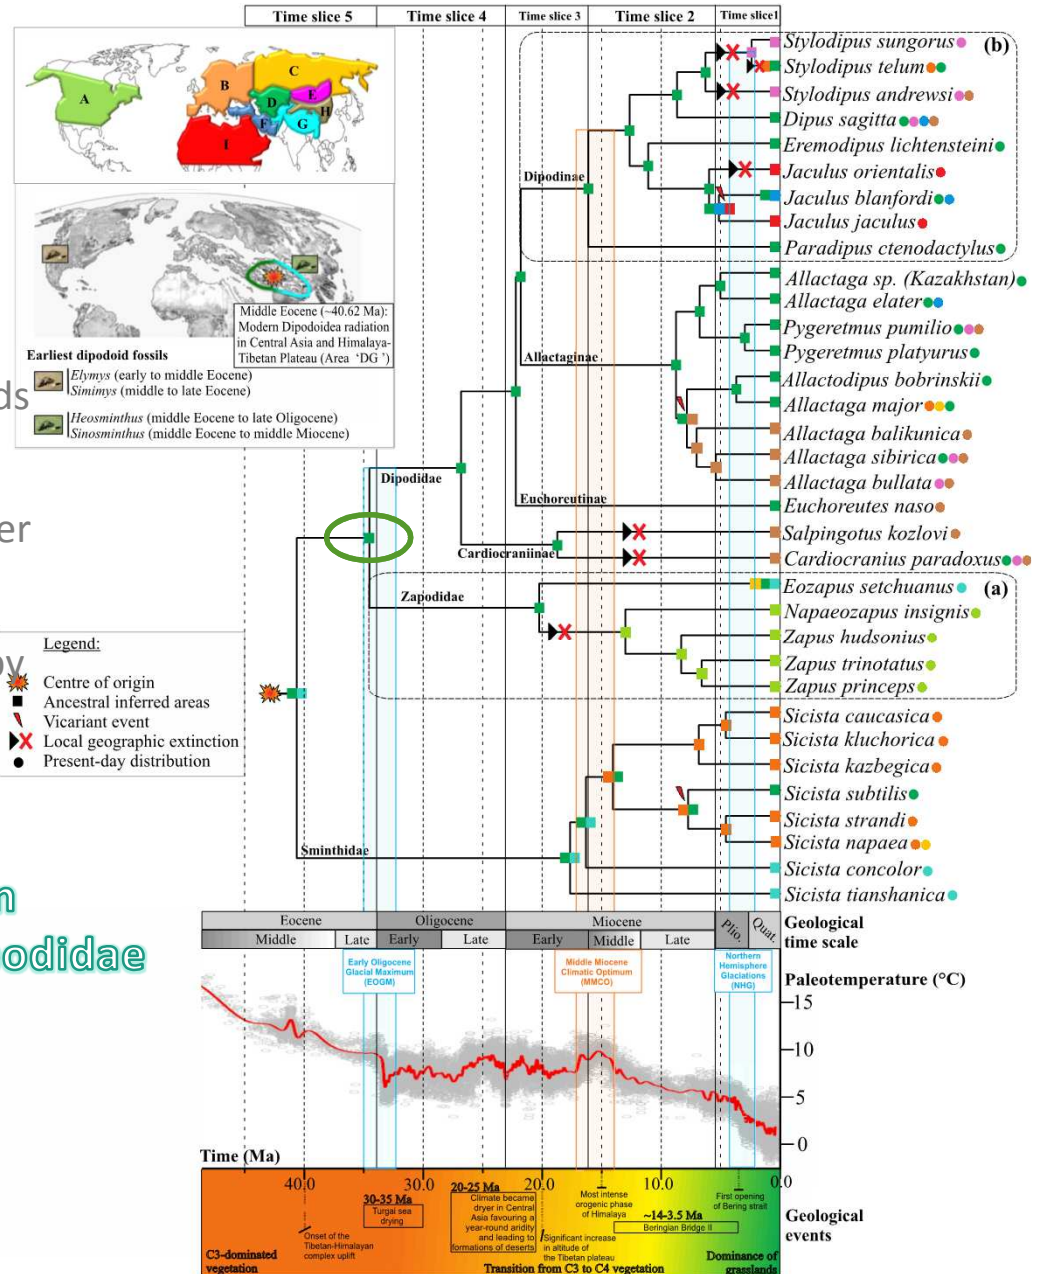 Time slice 5
Time slice 4
Time slice 3
Time slice 2
Time slice1
A
B
C
D
E
F
G
H
I
Middle Eocene (~40.62 Ma):
Modern Dipodoidea radiation
in Central Asia and Himalaya-
Tibetan Plateau (Area ‘DG’)
Earliest dipodoid fossils
Elymys (early to middle Eocene)
Simimys (middle to late Eocene)
Heosminthus (middle Eocene to late Oligocene)
Sinosminthus (middle Eocene to middle Miocene)
ds
er
by
Legend:
Centre of origin
Ancestral inferred areas
Vicariant event
Local geographic extinction
Present-day distribution
n
odidae
Dipodinae
Allactaginae
Dipodidae
Euchoreutinae
Cardiocraniinae
Zapodidae
Sminthidae
(b)
Stylodipus sungorus
Stylodipus telum
Stylodipus andrewsi
Dipus sagitta
Eremodipus lichtensteini
Jaculus orientalis
Jaculus blanfordi
Jaculus jaculus
Paradipus ctenodactylus
Allactaga sp. (Kazakhstan)
Allactaga elater
Pygeretmus pumilio
Pygeretmus platyurus
Allactodipus bobrinskii
Allactaga major
Allactaga balikunica
Allactaga sibirica
Allactaga bullata
Euchoreutes naso
Salpingotus kozlovi
Cardiocranius paradoxus
Eozapus setchuanus
(a)
Napaeozapus insignis
Zapus hudsonius
Zapus trinotatus
Zapus princeps
Sicista caucasica
Sicista kluchorica
Sicista kazbegica
Sicista subtilis
Sicista strandi
Sicista napaea
Sicista concolor
Sicista tianshanica
Eocene
Oligocene
Miocene
Plio.
Quat.
Geological
time scale
Middle
Late
Early
Late
Early
Middle
Late
Early Oligocene
Glacial Maximum
(EOGM)
Middle Miocene
Climatic Optimum
(MMCO)
Northern
Hemisphere
Glaciations
(NHG)
Paleotemperature (°C)
15
10
5
0
Time (Ma)
40.0
30.0
20.0
10.0
0.0
30-35 Ma
Turgai sea
drying
20-25 Ma
Climate became
dryer in Central
Asia favouring a
year-round aridity
and leading to
formations of deserts
Most intense
orogenic phase
of Himalaya
~14-3.5 Ma
Beringian Bridge II
First opening
of Bering strait
Onset of the
Tibetan-Himalayan
complex uplift
Significant increase
in altitude of
the Tibetan plateau
Geological
events
C3-dominated
vegetation
Transition from C3 to C4 vegetation
Dominance of
grasslands